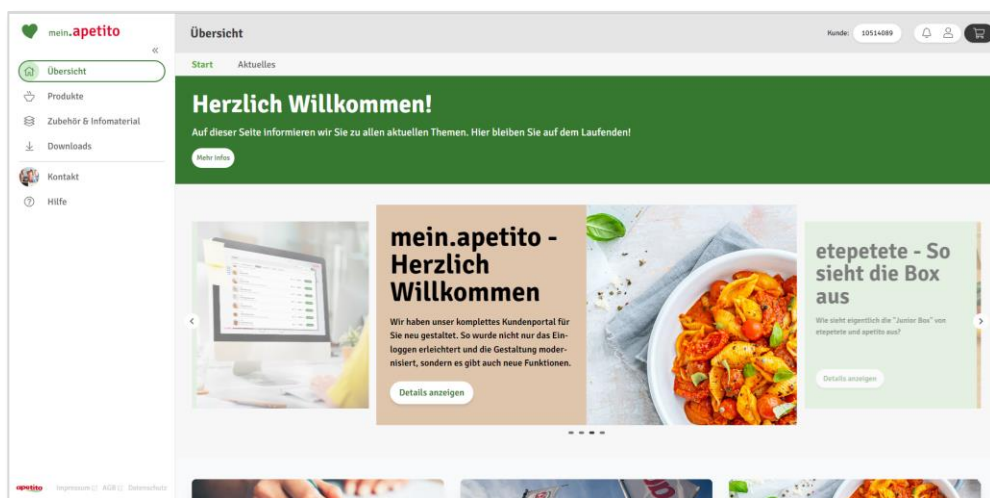 mein.apetito
«
Übersicht
Produkte
Zubehör & Infomaterial
Downloads
Kontakt
Hilfe
apetito Impressum AGB Datenschutz
Übersicht
Kunde: 10514089
Start Aktuelles
Herzlich Willkommen!
Auf dieser Seite informieren wir Sie zu allen aktuellen Themen. Hier bleiben Sie auf dem Laufenden!
Mehr Infos
mein.apetito -
Herzlich
Willkommen
Wir haben unser komplettes Kundenportal für
Sie neu gestaltet. So wurde nicht nur das Ein-
loggen erleichtert und die Gestaltung moder-
nisiert, sondern es gibt auch neue Funktionen.
Details anzeigen
etepetete - So
sieht die Box
aus
Wie sieht eigentlich die "Junior Box" von
etepetete und apetito aus?
Details anzeigen